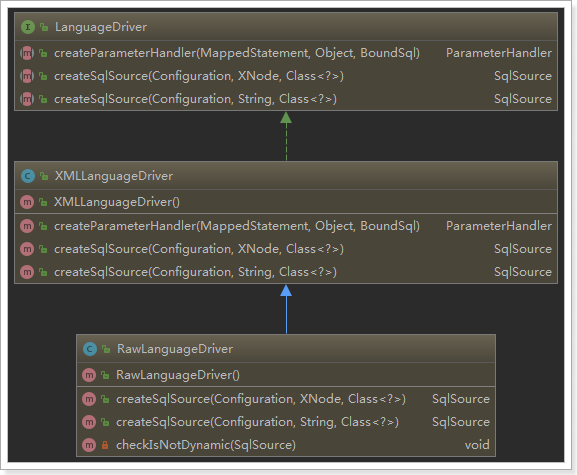 LanguageDriver
createParameterHandler(MappedStatement, Object, BoundSql) ParameterHandler
createSqlSource(Configuration, XNode, Class<?>) SqlSource
createSqlSource(Configuration, String, Class<?>) SqlSource
XMLLanguageDriver
XMLLanguageDriver()
createParameterHandler(MappedStatement, Object, BoundSql) ParameterHandler
createSqlSource(Configuration, XNode, Class<?>) SqlSource
createSqlSource(Configuration, String, Class<?>) SqlSource
RawLanguageDriver
RawLanguageDriver()
createSqlSource(Configuration, XNode, Class<?>) SqlSource
createSqlSource(Configuration, String, Class<?>) SqlSource
checkIsNotDynamic(SqlSource) void